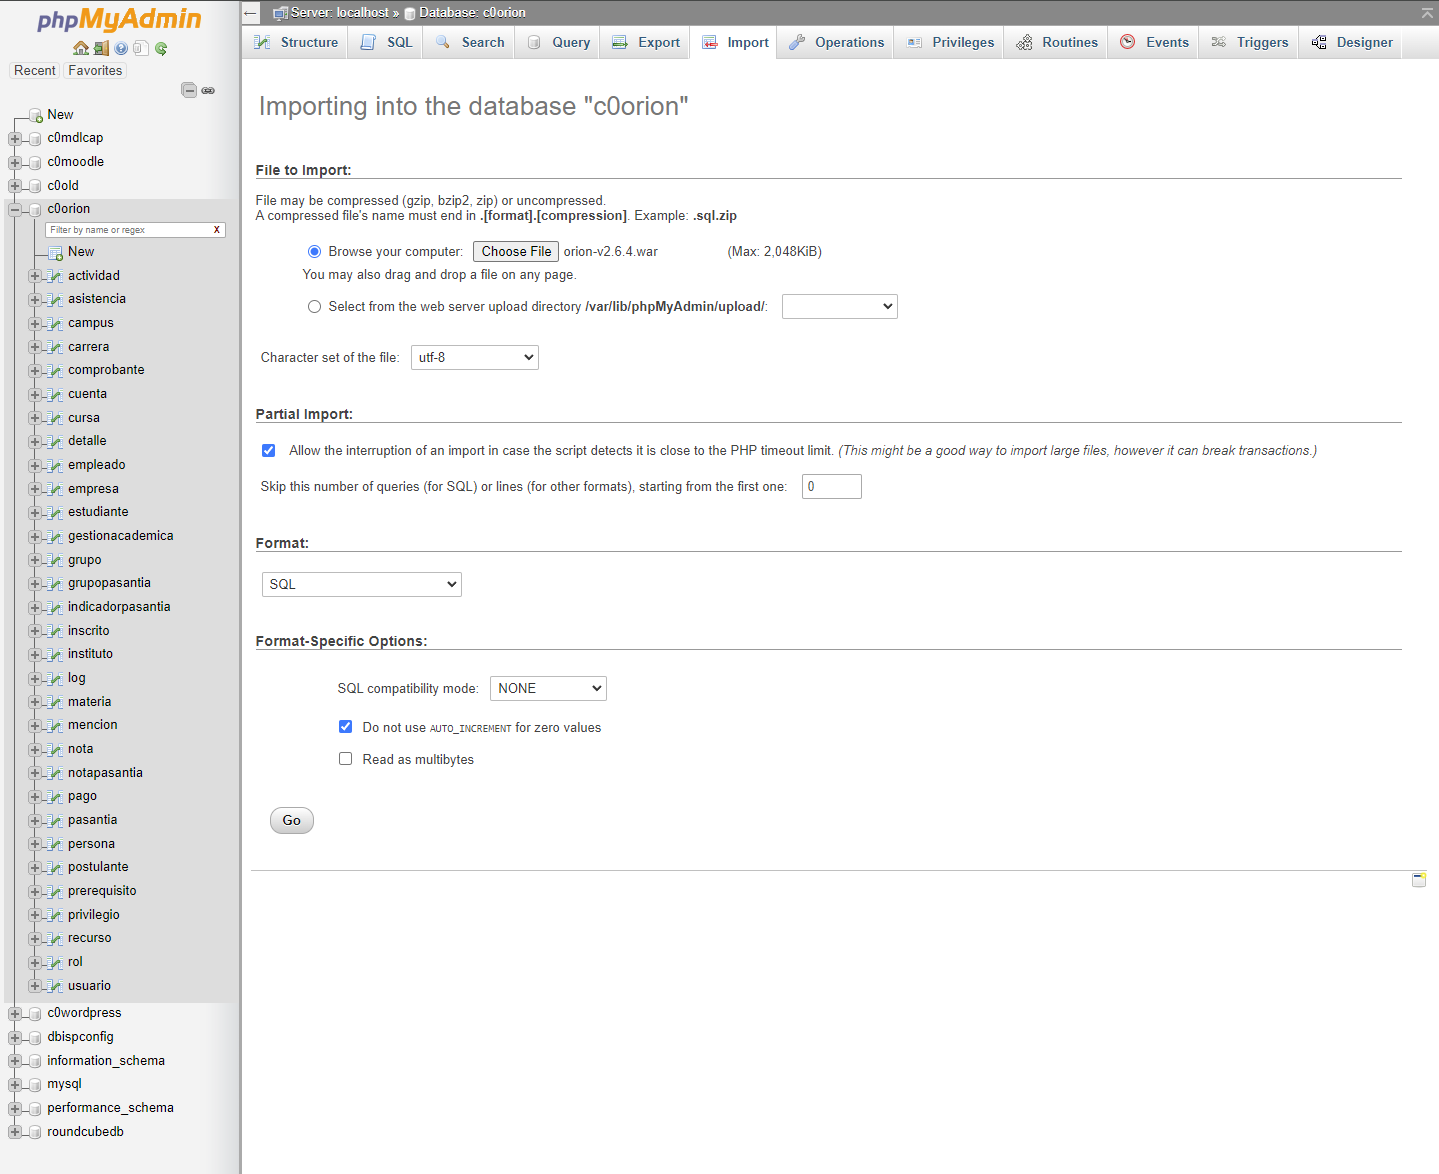 phpMyAdmin
Recent Favorites
New
c0mdlcap
c0moodle
c0old
c0orion
Filter by name or regex X
New
actividad
asistencia
campus
carrera
comprobante
cuenta
cursa
detalle
empleado
empresa
estudiante
gestionacademica
grupo
grupopasantia
indicadorpasantia
inscrito
instituto
log
materia
mencion
nota
notapasantia
pago
pasantia
persona
postulante
prerequisito
privilegio
recurso
rol
usuario
c0wordpress
dbispconfig
information_schema
mysql
performance_schema
roundcubedb
Server: localhost » Database: c0orion
Structure SQL Search Query Export Import Operations Privileges Routines Events Triggers Designer
Importing into the database "c0orion"
File to Import:
File may be compressed (gzip, bzip2, zip) or uncompressed.
A compressed file's name must end in .[format].[compression]. Example: .sql.zip
Browse your computer: Choose File orion-v2.6.4.war (Max: 2,048KiB)
You may also drag and drop a file on any page.
Select from the web server upload directory /var/lib/phpMyAdmin/upload/:
Character set of the file: utf-8
Partial Import:
Allow the interruption of an import in case the script detects it is close to the PHP timeout limit. (This might be a good way to import large files, however it can break transactions.)
Skip this number of queries (for SQL) or lines (for other formats), starting from the first one: 0
Format:
SQL
Format-Specific Options:
SQL compatibility mode: NONE
Do not use AUTO_INCREMENT for zero values
Read as multibytes
Go